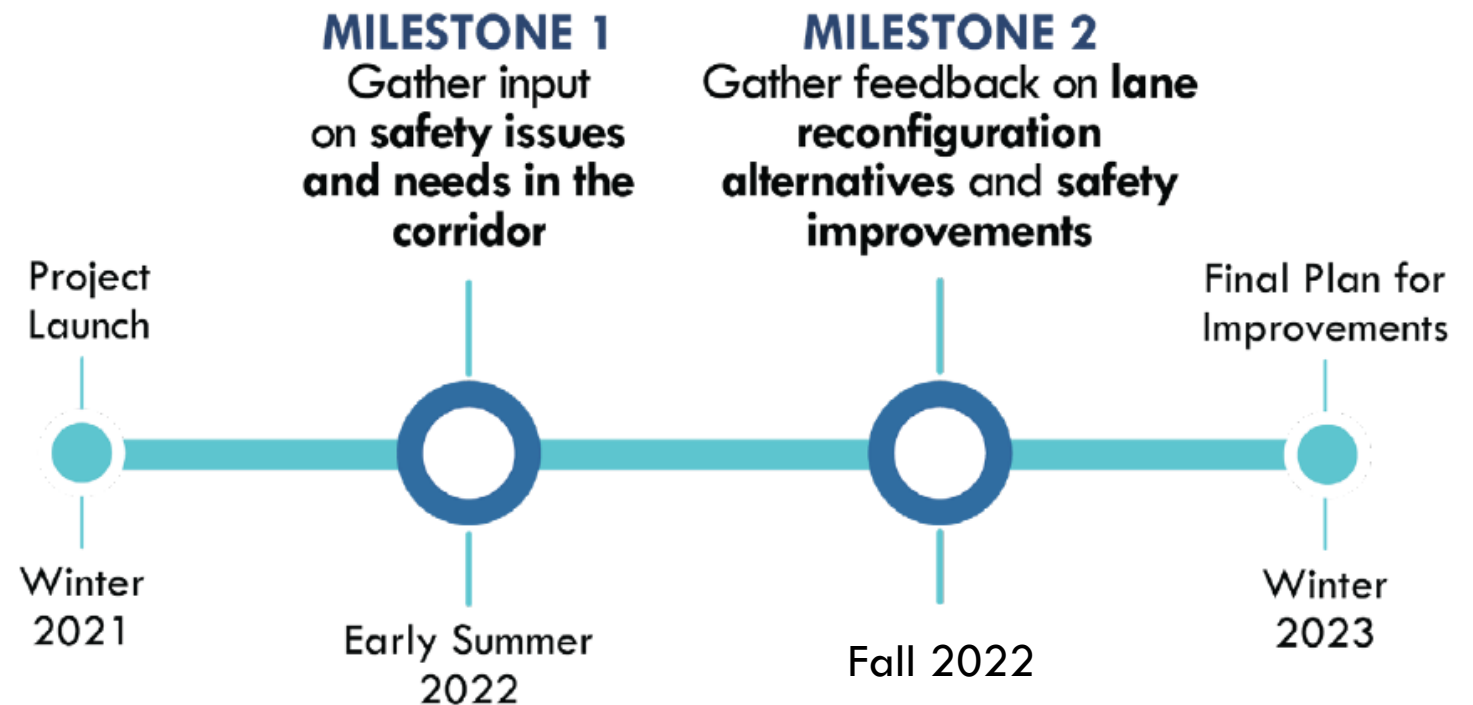 MILESTONE 1
Gather input
on safety issues
and needs in the
corridor
MILESTONE 2
Gather feedback on lane
reconfiguration
alternatives and safety
improvements
Project
Launch
Final Plan for
Improvements
Winter
2021
Early Summer
2022
Fall 2022
Winter
2023